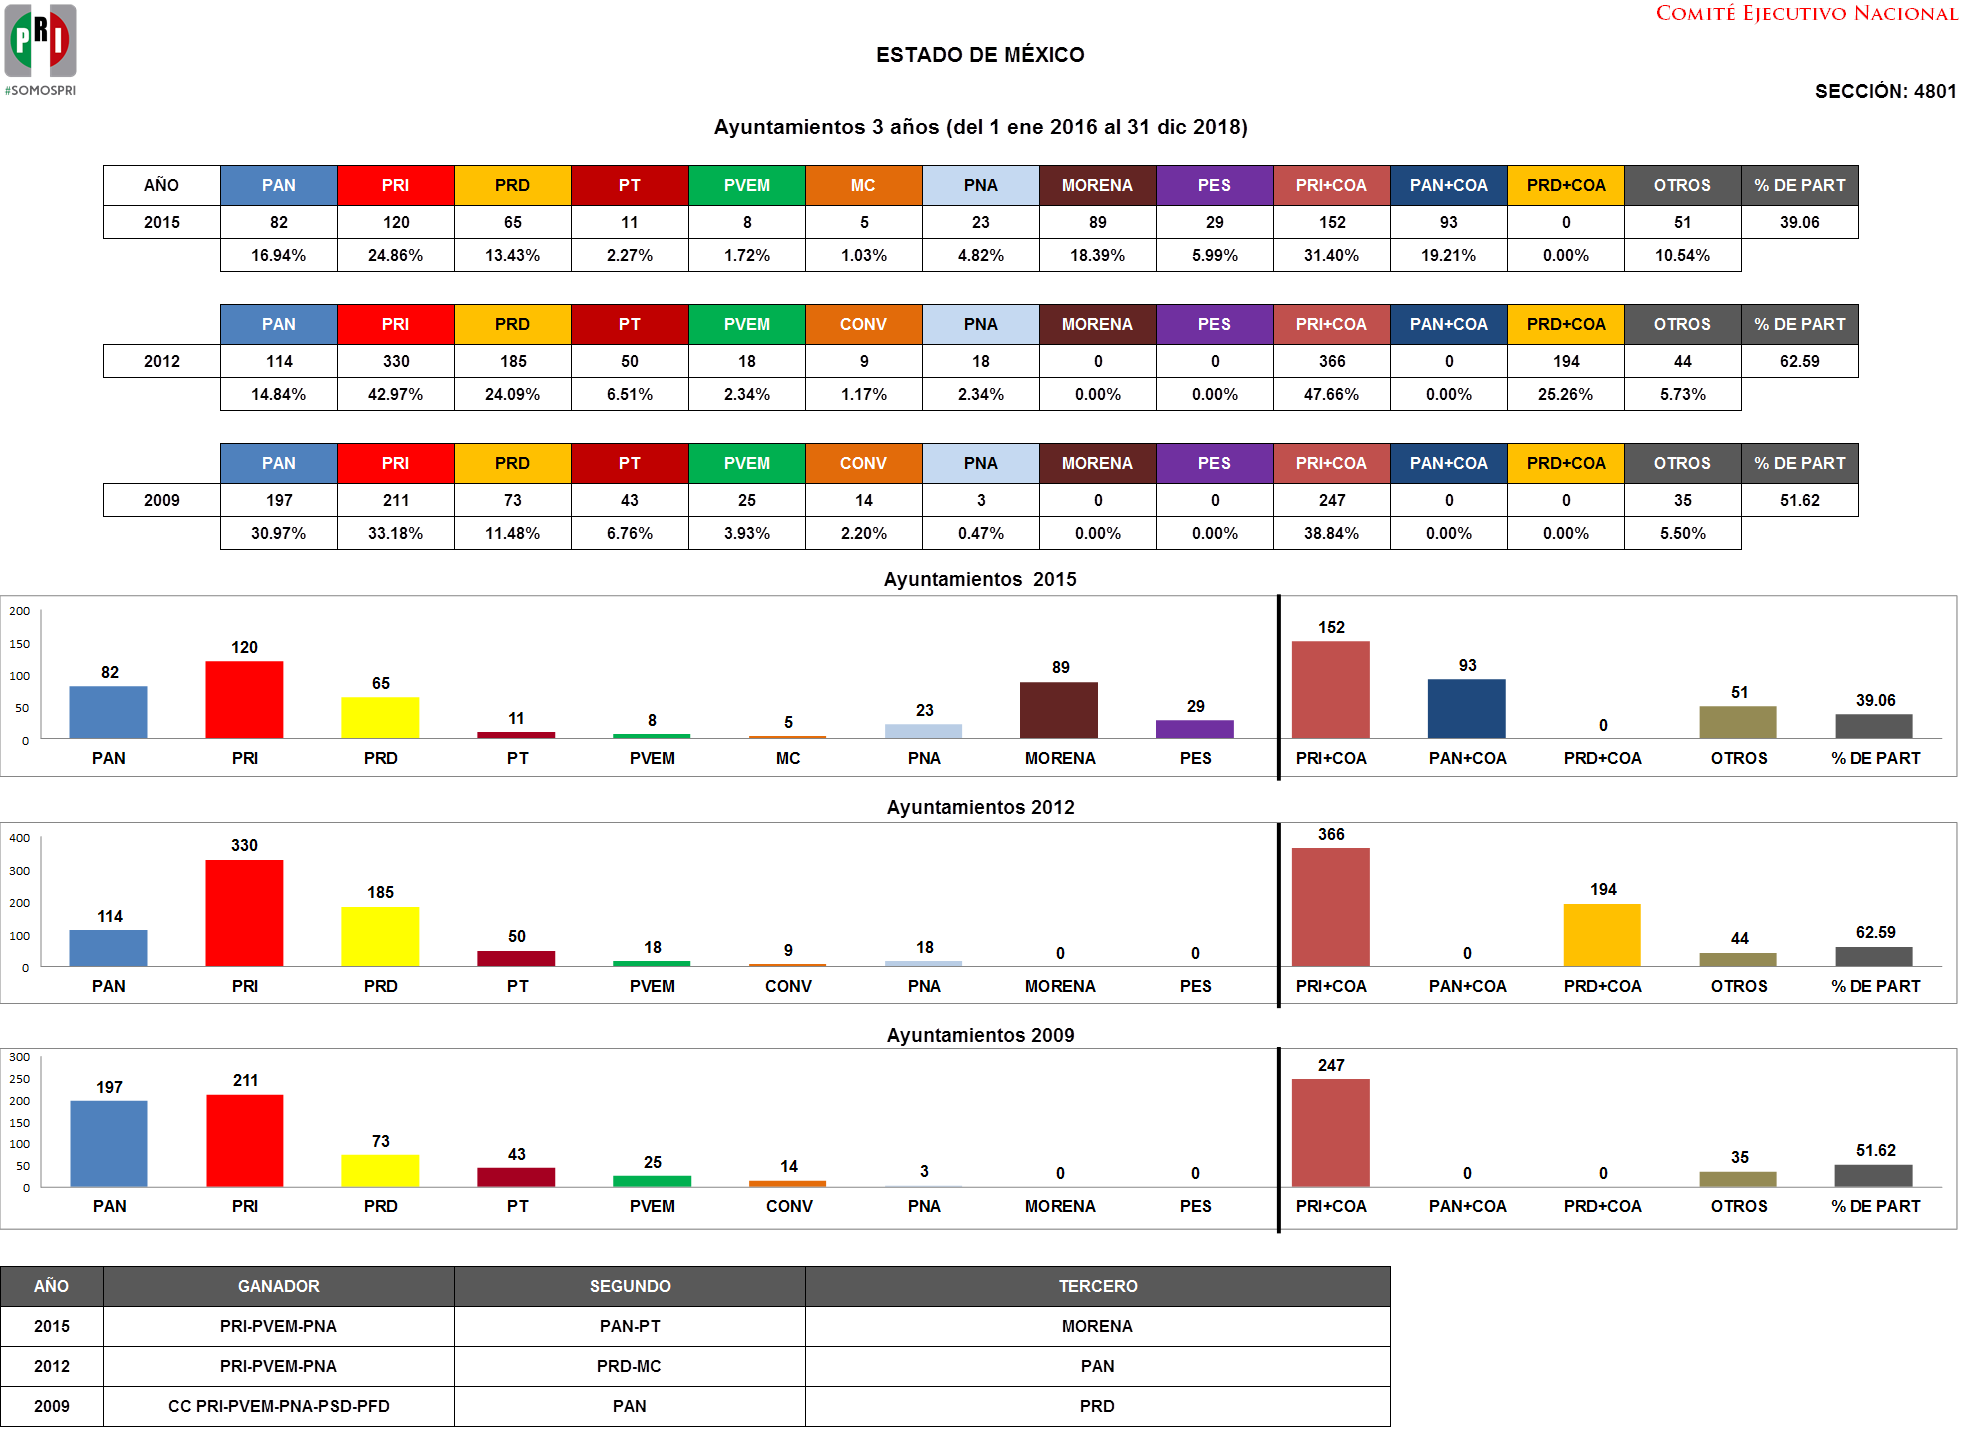 PRI
#SOMOSPRI
COMITÉ EJECUTIVO NACIONAL
ESTADO DE MÉXICO
SECCIÓN: 4801
Ayuntamientos 3 años (del 1 ene 2016 al 31 dic 2018)
AÑO PAN PRI PRD PT PVEM MC PNA MORENA PES PRI+COA PAN+COA PRD+COA OTROS % DE PART
2015 82 120 65 11 8 5 23 89 29 152 93 0 51 39.06
16.94% 24.86% 13.43% 2.27% 1.72% 1.03% 4.82% 18.39% 5.99% 31.40% 19.21% 0.00% 10.54%
PAN PRI PRD PT PVEM CONV PNA MORENA PES PRI+COA PAN+COA PRD+COA OTROS % DE PART
2012 114 330 185 50 18 9 18 0 0 366 0 194 44 62.59
14.84% 42.97% 24.09% 6.51% 2.34% 1.17% 2.34% 0.00% 0.00% 47.66% 0.00% 25.26% 5.73%
PAN PRI PRD PT PVEM CONV PNA MORENA PES PRI+COA PAN+COA PRD+COA OTROS % DE PART
2009 197 211 73 43 25 14 3 0 0 247 0 0 35 51.62
30.97% 33.18% 11.48% 6.76% 3.93% 2.20% 0.47% 0.00% 0.00% 38.84% 0.00% 0.00% 5.50%
Ayuntamientos 2015
200
150
100
50
0
82 120 65 11 8 5 23 89 29 152 93 0 51 39.06
PAN PRI PRD PT PVEM MC PNA MORENA PES PRI+COA PAN+COA PRD+COA OTROS % DE PART
Ayuntamientos 2012
400
300
200
100
0
114 330 185 50 18 9 18 0 0 366 0 194 44 62.59
PAN PRI PRD PT PVEM CONV PNA MORENA PES PRI+COA PAN+COA PRD+COA OTROS % DE PART
Ayuntamientos 2009
300
250
200
150
100
50
0
197 211 73 43 25 14 3 0 0 247 0 0 35 51.62
PAN PRI PRD PT PVEM CONV PNA MORENA PES PRI+COA PAN+COA PRD+COA OTROS % DE PART
AÑO GANADOR SEGUNDO TERCERO
2015 PRI-PVEM-PNA PAN-PT MORENA
2012 PRI-PVEM-PNA PRD-MC PAN
2009 CC PRI-PVEM-PNA-PSD-PFD PAN PRD